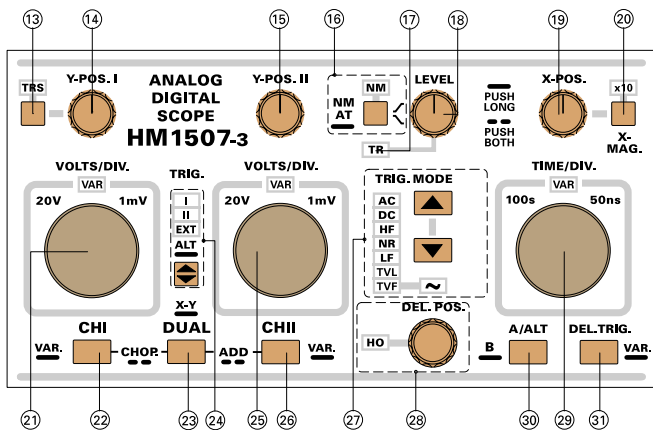 13 14 15 16 17 18 19 20
TRS
Y-POS. I
ANALOG
DIGITAL
SCOPE
HM1507-3
Y-POS. II
NM
AT
NM
LEVEL
TR
PUSH
LONG
PUSH
BOTH
X-POS.
x10
X-
MAG.
VOLTS/DIV.
VAR
20V 1mV
TRIG.
I
II
EXT
ALT
VOLTS/DIV.
VAR
20V 1mV
TRIG. MODE
AC
DC
HF
NR
LF
TVL
TVF
~
TIME/DIV.
VAR
100s 50ns
X-Y
CHI
DUAL
CHII
VAR.
CHOP.
ADD
VAR.
DEL. POS.
HO
A/ALT
B
DEL.TRIG.
VAR.
21 22 23 24 25 26 27 28 30 29 31